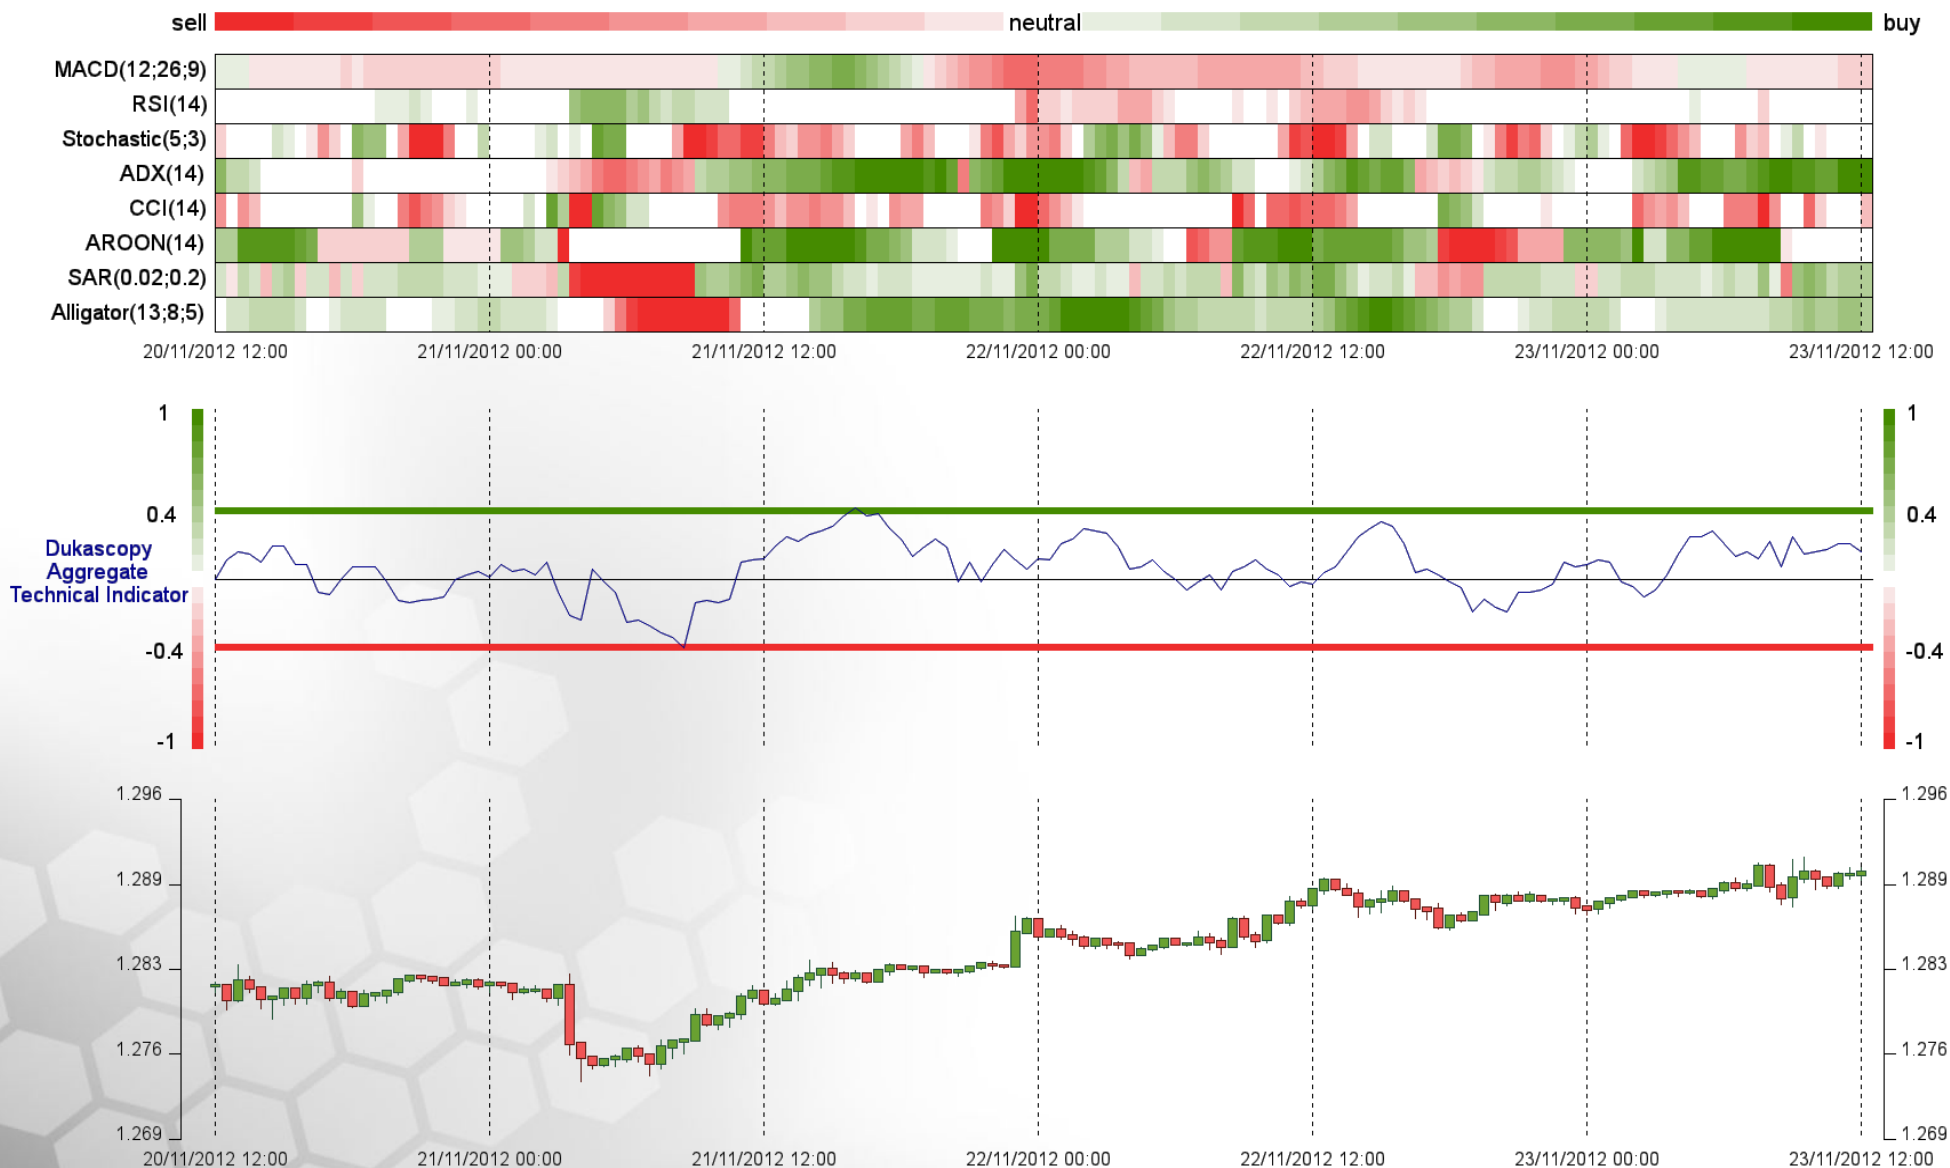 sell neutral buy
MACD(12;26;9)
RSI(14)
Stochastic(5;3)
ADX(14)
CCI(14)
AROON(14)
SAR(0.02;0.2)
Alligator(13;8;5)
20/11/2012 12:00 21/11/2012 00:00 21/11/2012 12:00 22/11/2012 00:00 22/11/2012 12:00 23/11/2012 00:00 23/11/2012 12:00
1 1
0.4 0.4
Dukascopy
Aggregate
Technical Indicator
-0.4 -0.4
-1 -1
1.296 1.296
1.289 1.289
1.283 1.283
1.276 1.276
1.269 1.269
20/11/2012 12:00 21/11/2012 00:00 21/11/2012 12:00 22/11/2012 00:00 22/11/2012 12:00 23/11/2012 00:00 23/11/2012 12:00